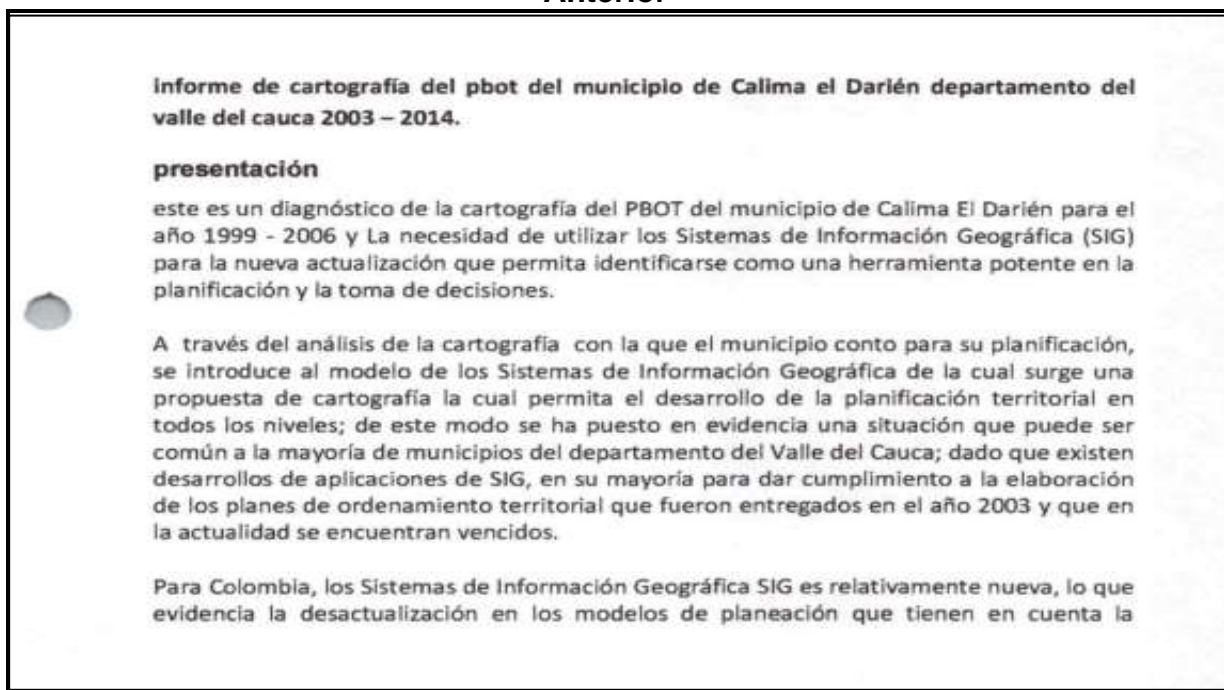 Anterior
informe de cartografía del pbot del municipio de Calima el Darién departamento del
valle del cauca 2003 – 2014.
presentación
este es un diagnóstico de la cartografía del PBOT del municipio de Calima El Darién para el
año 1999 - 2006 y La necesidad de utilizar los Sistemas de Información Geográfica (SIG)
para la nueva actualización que permita identificarse como una herramienta potente en la
planificación y la toma de decisiones.
A través del análisis de la cartografía con la que el municipio conto para su planificación,
se introduce al modelo de los Sistemas de Información Geográfica de la cual surge una
propuesta de cartografía la cual permita el desarrollo de la planificación territorial en
todos los niveles; de este modo se ha puesto en evidencia una situación que puede ser
común a la mayoría de municipios del departamento del Valle del Cauca; dado que existen
desarrollos de aplicaciones de SIG, en su mayoría para dar cumplimiento a la elaboración
de los planes de ordenamiento territorial que fueron entregados en el año 2003 y que en
la actualidad se encuentran vencidos.
Para Colombia, los Sistemas de Información Geográfica SIG es relativamente nueva, lo que
evidencia la desactualización en los modelos de planeación que tienen en cuenta la